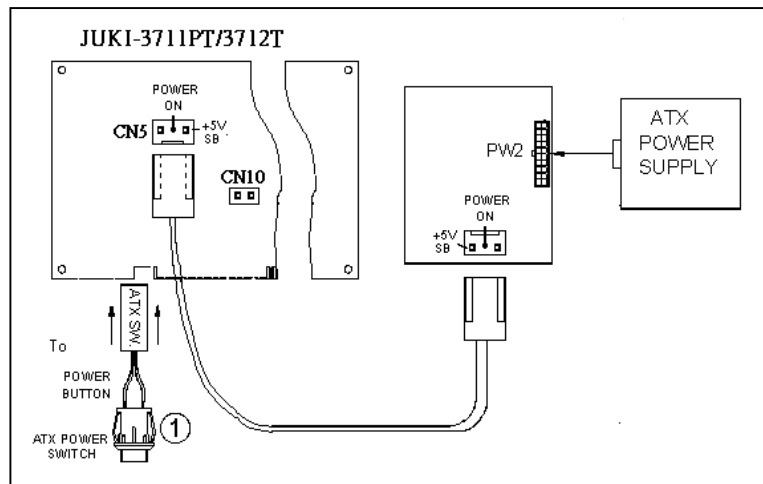 JUKI-3711PT/3712T
POWER
ON
CN5
+5V
SB
CN10
ATX SW.
To
POWER
BUTTON
1
ATX POWER
SWITCH
PW2
POWER
ON
+5V
SB
ATX
POWER
SUPPLY